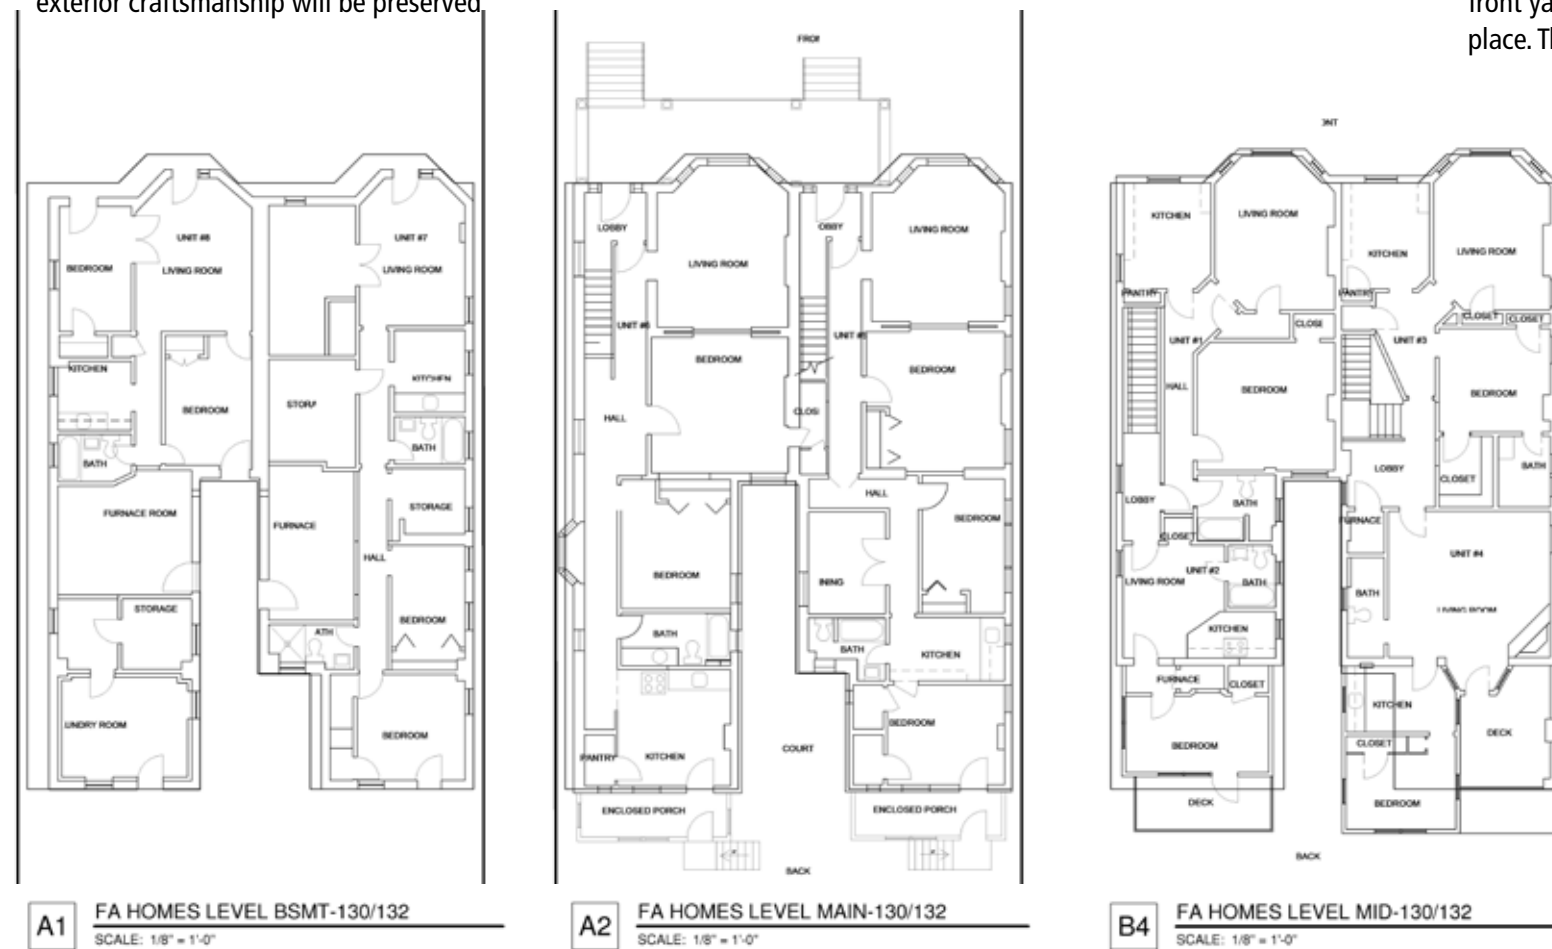 exterior craftsmanship will be preserved
front ya
place. Th
UNIT #8
BEDROOM
LIVING ROOM
KITCHEN
BEDROOM
BATH
FURNACE ROOM
STORAGE
UNDRY ROOM
UNIT #7
LIVING ROOM
KITCHEN
STORA
BATH
STORAGE
FURNACE
HALL
BEDROOM
ATH
BEDROOM
A1
FA HOMES LEVEL BSMT-130/132
SCALE: 1/8" = 1'-0"
FRON
LOBBY
LIVING ROOM
OBBY
LIVING ROOM
BEDROOM
BEDROOM
HALL
CLOS
HALL
BEDROOM
BEDROOM
INING
BATH
BATH
KITCHEN
BEDROOM
PANTRY
KITCHEN
COURT
ENCLOSED PORCH
ENCLOSED PORCH
BACK
A2
FA HOMES LEVEL MAIN-130/132
SCALE: 1/8" = 1'-0"
KITCHEN
LIVING ROOM
KITCHEN
LIVING ROOM
PANTRY
PANTRY
CLOSE
CLOSET
CLOSET
UNIT #1
UNIT #3
HALL
BEDROOM
BEDROOM
LOBBY
CLOSET
BATH
LOBBY
BATH
CLOSET
FURNACE
UNIT #4
UNIT #2
LIVING ROOM
BATH
BATH
LIVING ROOM
KITCHEN
FURNACE
CLOSET
KITCHEN
DECK
BEDROOM
CLOSET
DECK
BEDROOM
BACK
B4
FA HOMES LEVEL MID-130/132
SCALE: 1/8" = 1'-0"